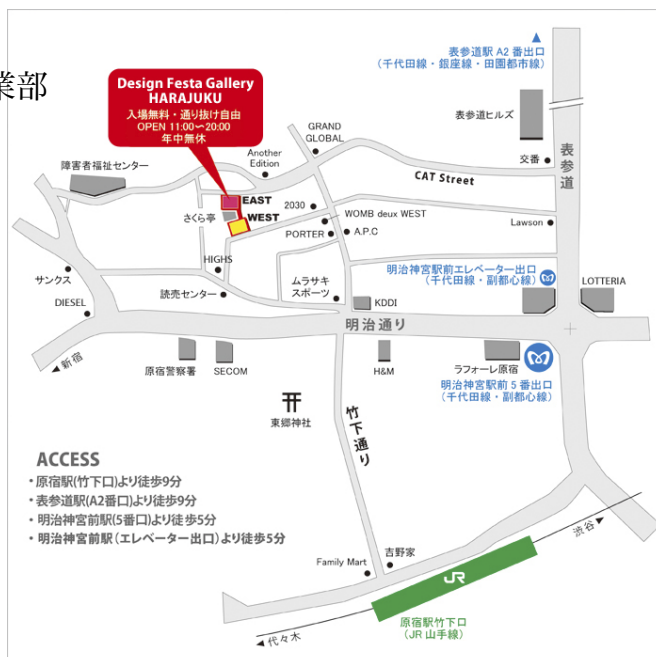 業部
表参道駅 A2 番出口
（千代田線・銀座線・田園都市線）
Design Festa Gallery
HARAJUKU
入場無料・通り抜け自由
OPEN 11:00〜20:00
年中無休
表参道ヒルズ
GRAND
GLOBAL
表参道
交番
障害者福祉センター
Another
Edition
CAT Street
EAST
さくら亭
WEST
2030
WOMB deux WEST
PORTER
A.P.C
Lawson
HIGHS
サンクス
読売センター
ムラサキ
スポーツ
明治神宮前エレベーター出口
（千代田線・副都心線）
LOTTERIA
DIESEL
KDDI
明治通り
新宿
原宿警察署
SECOM
H&M
ラフォーレ原宿
明治神宮駅前 5 番出口
（千代田線・副都心線）
東郷神社
竹下通り
ACCESS
・原宿駅(竹下口)より徒歩9分
・表参道駅(A2番口)より徒歩9分
・明治神宮前駅(5番口)より徒歩5分
・明治神宮前駅（エレベーター出口）より徒歩5分
渋谷
Family Mart
吉野家
JR
原宿駅竹下口
（JR 山手線）
代々木